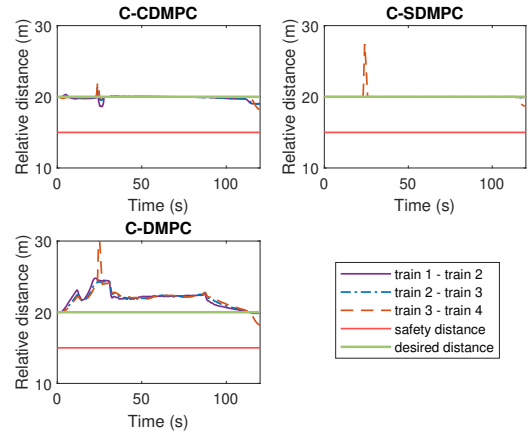 C-CDMPC
Relative distance (m)
30
20
10
0
50
100
Time (s)
C-SDMPC
Relative distance (m)
30
20
10
0
50
100
Time (s)
C-DMPC
Relative distance (m)
30
20
10
0
50
100
Time (s)
train 1 - train 2
train 2 - train 3
train 3 - train 4
safety distance
desired distance